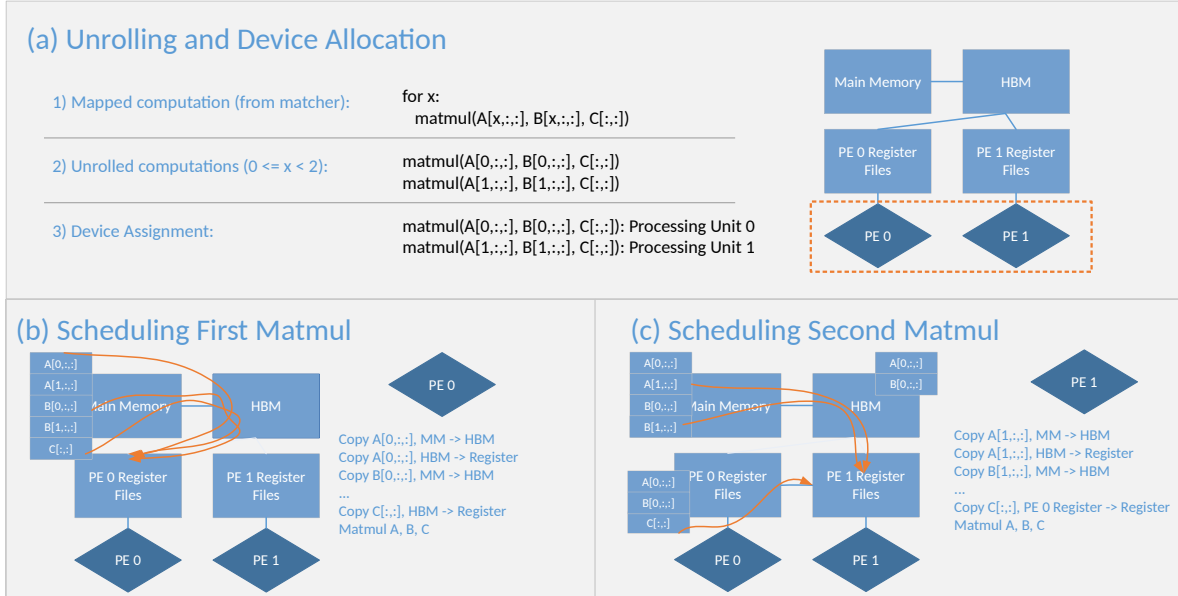 (a) Unrolling and Device Allocation
1) Mapped computation (from matcher):
for x:
matmul(A[x,:,:], B[x,:,:], C[:,:])
2) Unrolled computations (0 <= x < 2):
matmul(A[0,:,:], B[0,:,:], C[:,:])
matmul(A[1,:,:], B[1,:,:], C[:,:])
3) Device Assignment:
matmul(A[0,:,:], B[0,:,:], C[:,:]): Processing Unit 0
matmul(A[1,:,:], B[1,:,:], C[:,:]): Processing Unit 1
Main Memory
HBM
PE 0 Register
Files
PE 1 Register
Files
PE 0
PE 1
(b) Scheduling First Matmul
A[0,:,:]
A[1,:,:]
B[0,:,:]
B[1,:,:]
C[:,:]
Main Memory
HBM
PE 0 Register
Files
PE 1 Register
Files
PE 0
PE 1
PE 0
Copy A[0,:,:], MM -> HBM
Copy A[0,:,:], HBM -> Register
Copy B[0,:,:], MM -> HBM
...
Copy C[:,:], HBM -> Register
Matmul A, B, C
(c) Scheduling Second Matmul
A[0,:,:]
A[1,:,:]
B[0,:,:]
B[1,:,:]
Main Memory
HBM
A[0,:,:]
B[0,:,:]
A[0,:,:]
B[0,:,:]
C[:,:]
PE 0 Register
Files
PE 1 Register
Files
PE 0
PE 1
PE 1
Copy A[1,:,:], MM -> HBM
Copy A[1,:,:], HBM -> Register
Copy B[1,:,:], MM -> HBM
...
Copy C[:,:], PE 0 Register -> Register
Matmul A, B, C